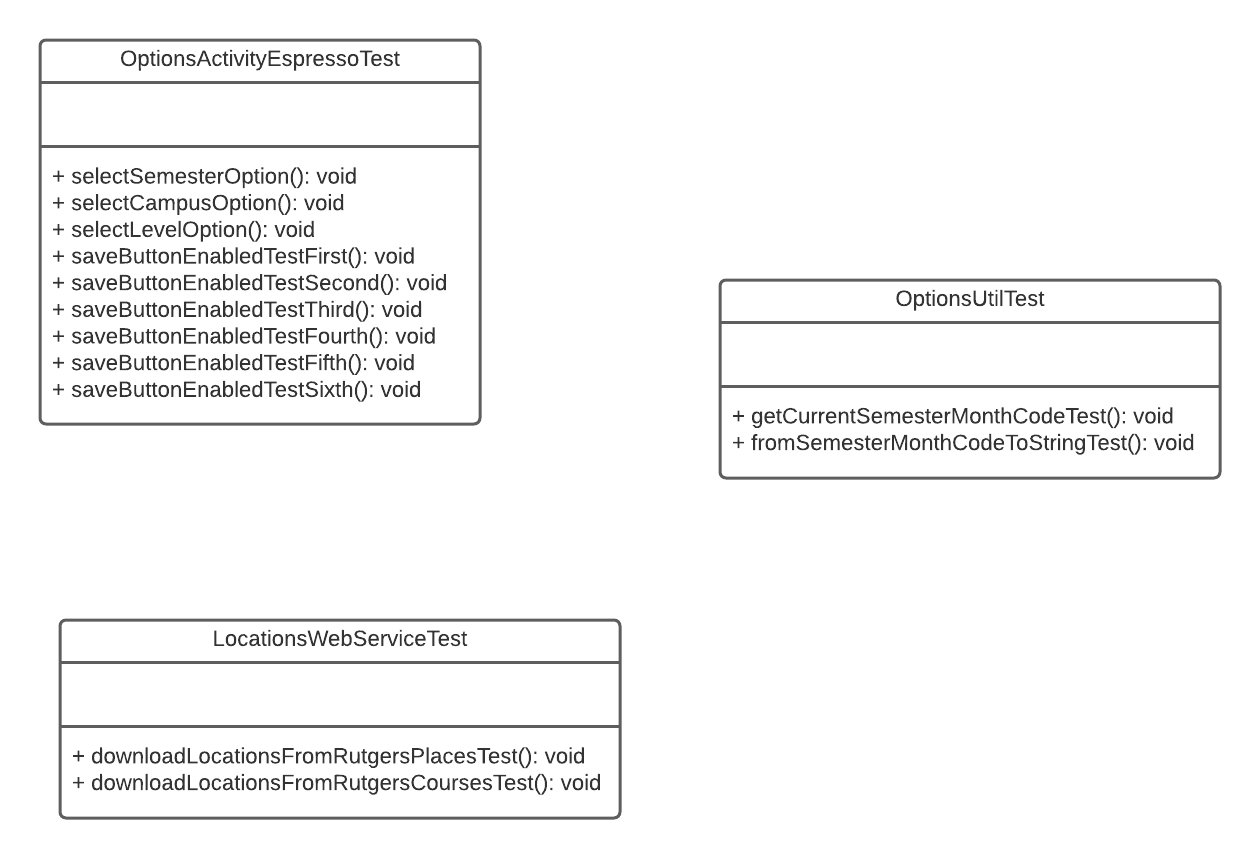 OptionsActivityEspressoTest
+ selectSemesterOption(): void
+ selectCampusOption(): void
+ selectLevelOption(): void
+ saveButtonEnabledTestFirst(): void
+ saveButtonEnabledTestSecond(): void
+ saveButtonEnabledTestThird(): void
+ saveButtonEnabledTestFourth(): void
+ saveButtonEnabledTestFifth(): void
+ saveButtonEnabledTestSixth(): void
OptionsUtilTest
+ getCurrentSemesterMonthCodeTest(): void
+ fromSemesterMonthCodeToStringTest(): void
LocationsWebServiceTest
+ downloadLocationsFromRutgersPlacesTest(): void
+ downloadLocationsFromRutgersCoursesTest(): void